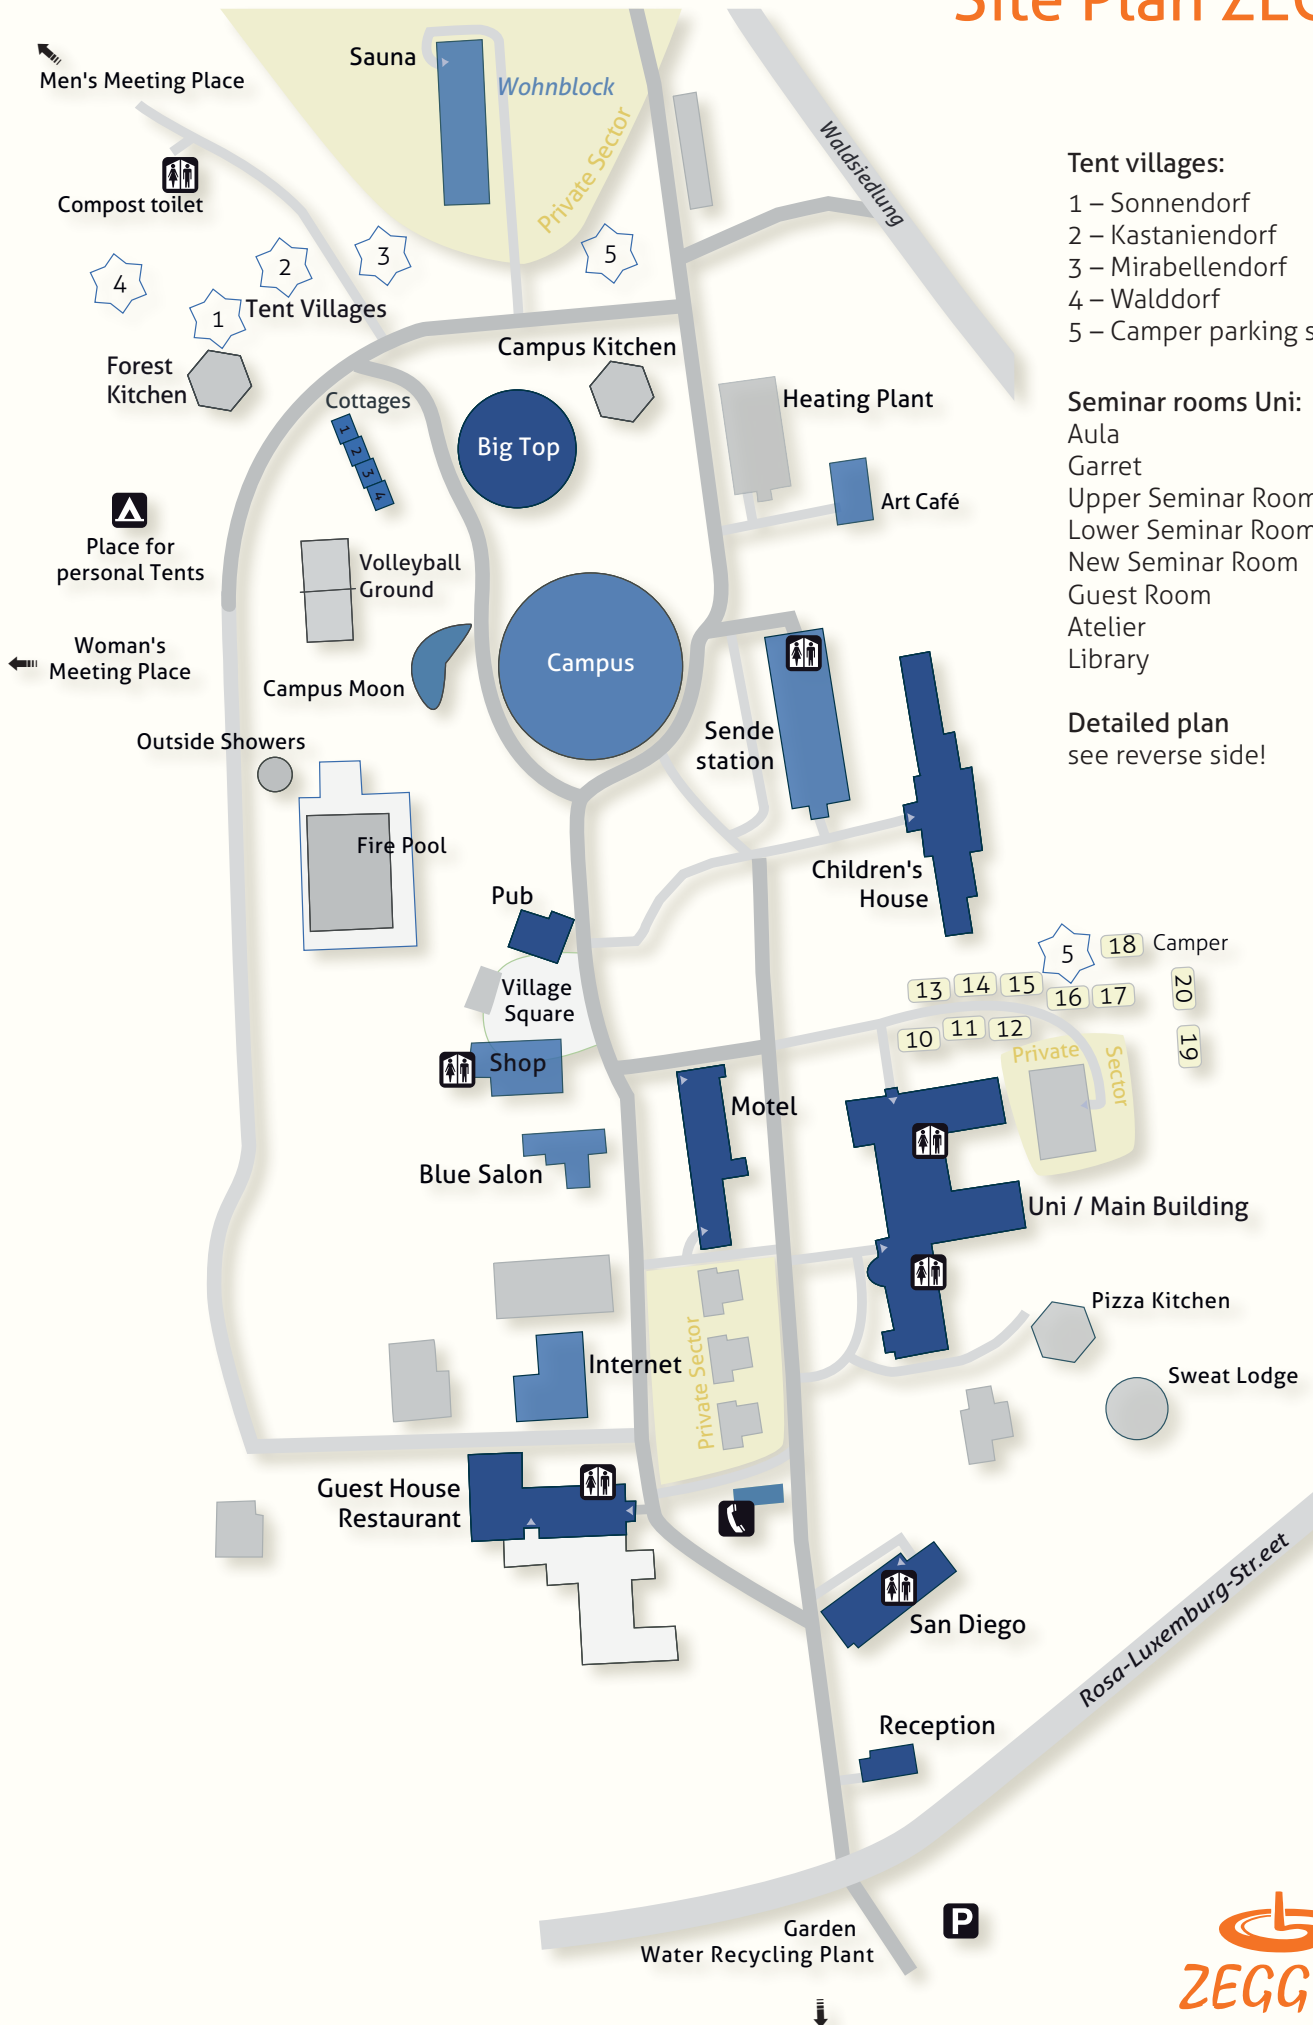 Site Plan
Sauna
Wohnblock
Private Sector
Men's Meeting Place
Waldsiedlung
Compost toilet
Tent villages:
1 – Sonnendorf
2 – Kastaniendorf
3 – Mirabellendorf
4 – Walddorf
5 – Camper parking
4
2
3
5
1
Tent Villages
Forest
Kitchen
Campus Kitchen
Cottages
1
2
3
4
Big Top
Heating Plant
Art Café
Seminar rooms Uni:
Aula
Garret
Upper Seminar Room
Lower Seminar Room
New Seminar Room
Guest Room
Atelier
Library
Detailed plan
see reverse side!
Place for
personal Tents
Volleyball
Ground
Woman's
Meeting Place
Campus Moon
Campus
Outside Showers
Sende
station
Fire Pool
Children's
House
Pub
Village
Square
Shop
5
18 Camper
13 14 15
16 17
20
10 11 12
19
Private
Sector
Motel
Blue Salon
Uni / Main Building
Pizza Kitchen
Internet
Private Sector
Sweat Lodge
Guest House
Restaurant
San Diego
Rosa-Luxemburg-Str.eet
Reception
P
Garden
Water Recycling Plant
ZEGG